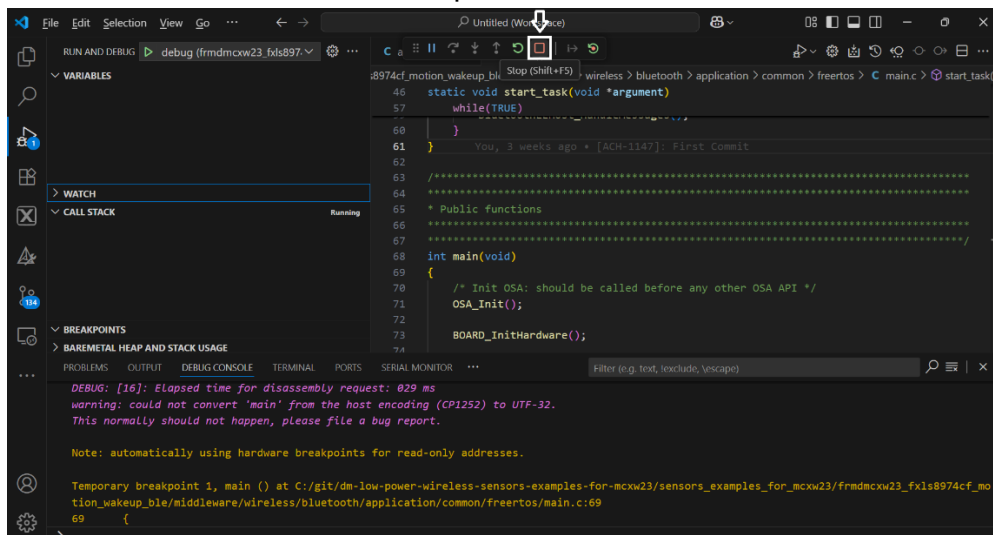 File Edit Selection View Go ··· Untitled (Wor ace)
RUN AND DEBUG debug (frmdmcxw23_fxls897. ···
C a
Stop (Shift+F5)
VARIABLES
8974cf_motion_wakeup_bl wireless > bluetooth > application > common > freertos > C main.c > start_task(
46 static void start_task(void *argument)
57 while(TRUE)
60 }
61 } You, 3 weeks ago • [ACH-1147]: First Commit
62
63 /****************************************************************************
64 *****************************************************************************
65 * Public functions
66 *****************************************************************************
67 ****************************************************************************/
68 int main(void)
69 {
70 /* Init OSA: should be called before any other OSA API */
71 OSA_Init();
72
73 BOARD_InitHardware();
74
1
134
WATCH
CALL STACK Running
BREAKPOINTS
BAREMETAL HEAP AND STACK USAGE
PROBLEMS OUTPUT DEBUG CONSOLE TERMINAL PORTS SERIAL MONITOR ··· Filter (e.g. text, !exclude, \escape)
DEBUG: [16]: Elapsed time for disassembly request: 029 ms
warning: could not convert 'main' from the host encoding (CP1252) to UTF-32.
This normally should not happen, please file a bug report.
Note: automatically using hardware breakpoints for read-only addresses.
Temporary breakpoint 1, main () at C:/git/dm-low-power-wireless-sensors-examples-for-mcxw23/sensors_examples_for_mcxw23/frmdmcxw23_fxls8974cf_mo
tion_wakeup_ble/middleware/wireless/bluetooth/application/common/freertos/main.c:69
69 {